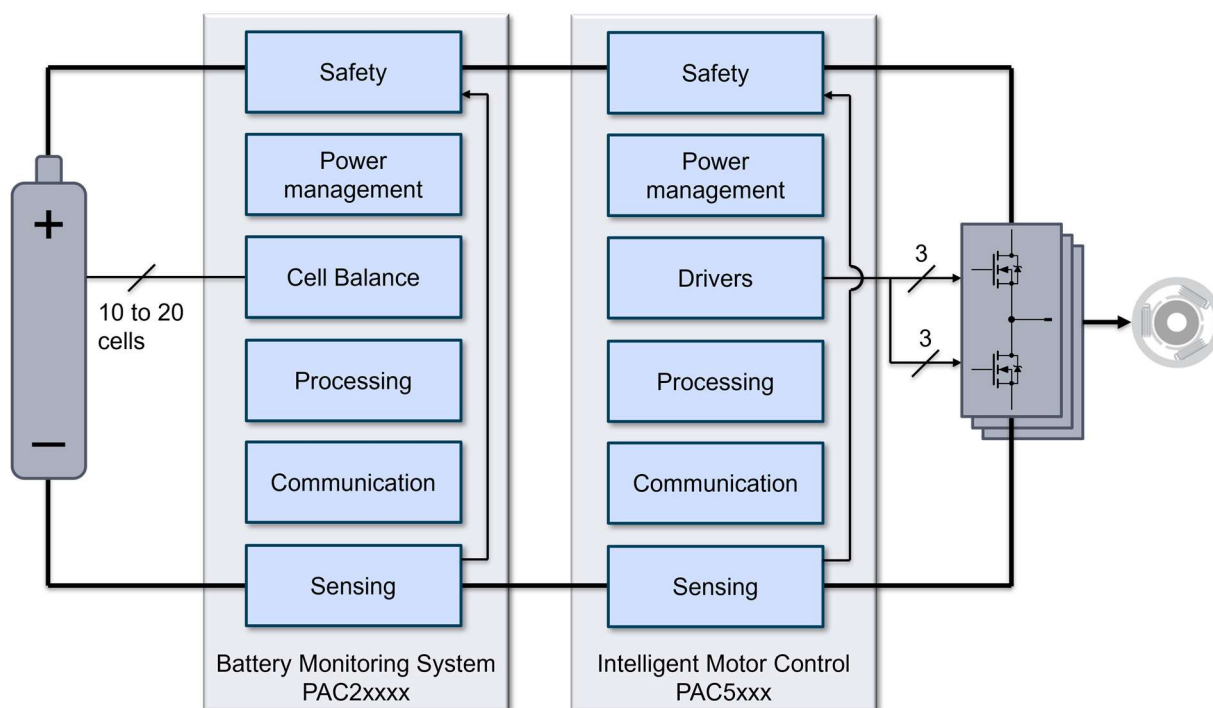 Safety
Power
management
Cell Balance
Processing
Communication
Sensing
Battery Monitoring System
PAC2xxxx
Safety
Power
management
Drivers
Processing
Communication
Sensing
Intelligent Motor Control
PAC5xxx
+
−
10 to 20
cells
3
3